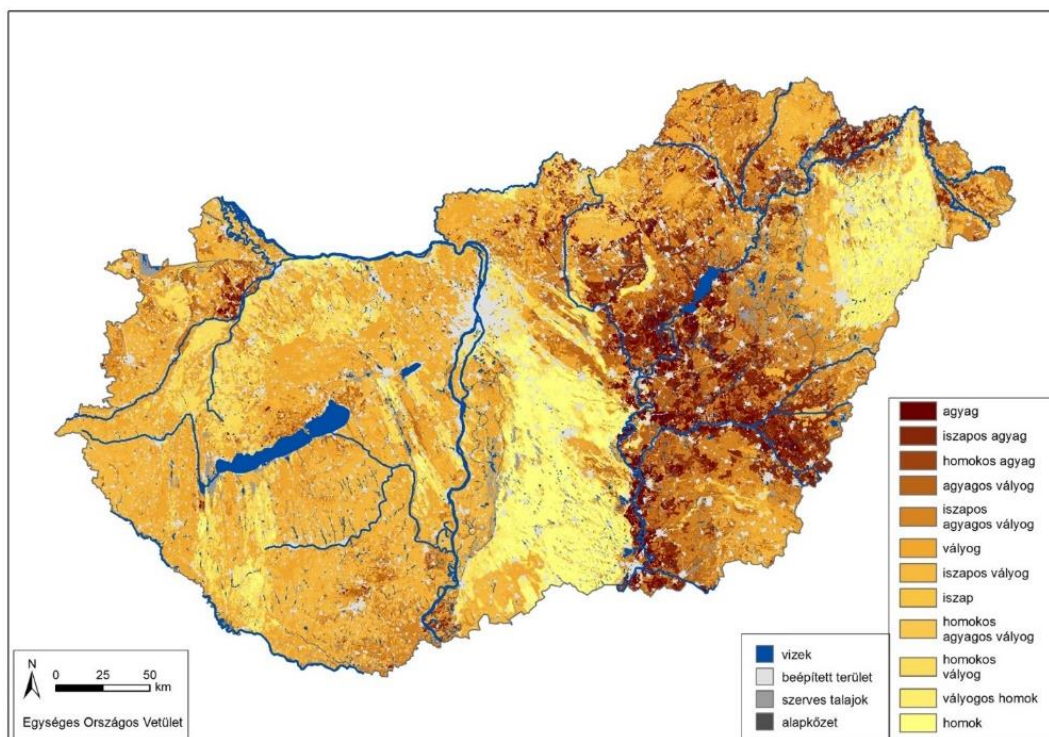 agyag
iszapos agyag
homokos agyag
agyagos vályog
iszapos
agyagos vályog
vályog
iszapos vályog
iszap
homokos
agyagos vályog
homokos
vályog
vályogos homok
homok
vizek
beépített terület
szerves talajok
alapkőzet
N
0 25 50
km
Egységes Országos Vetület